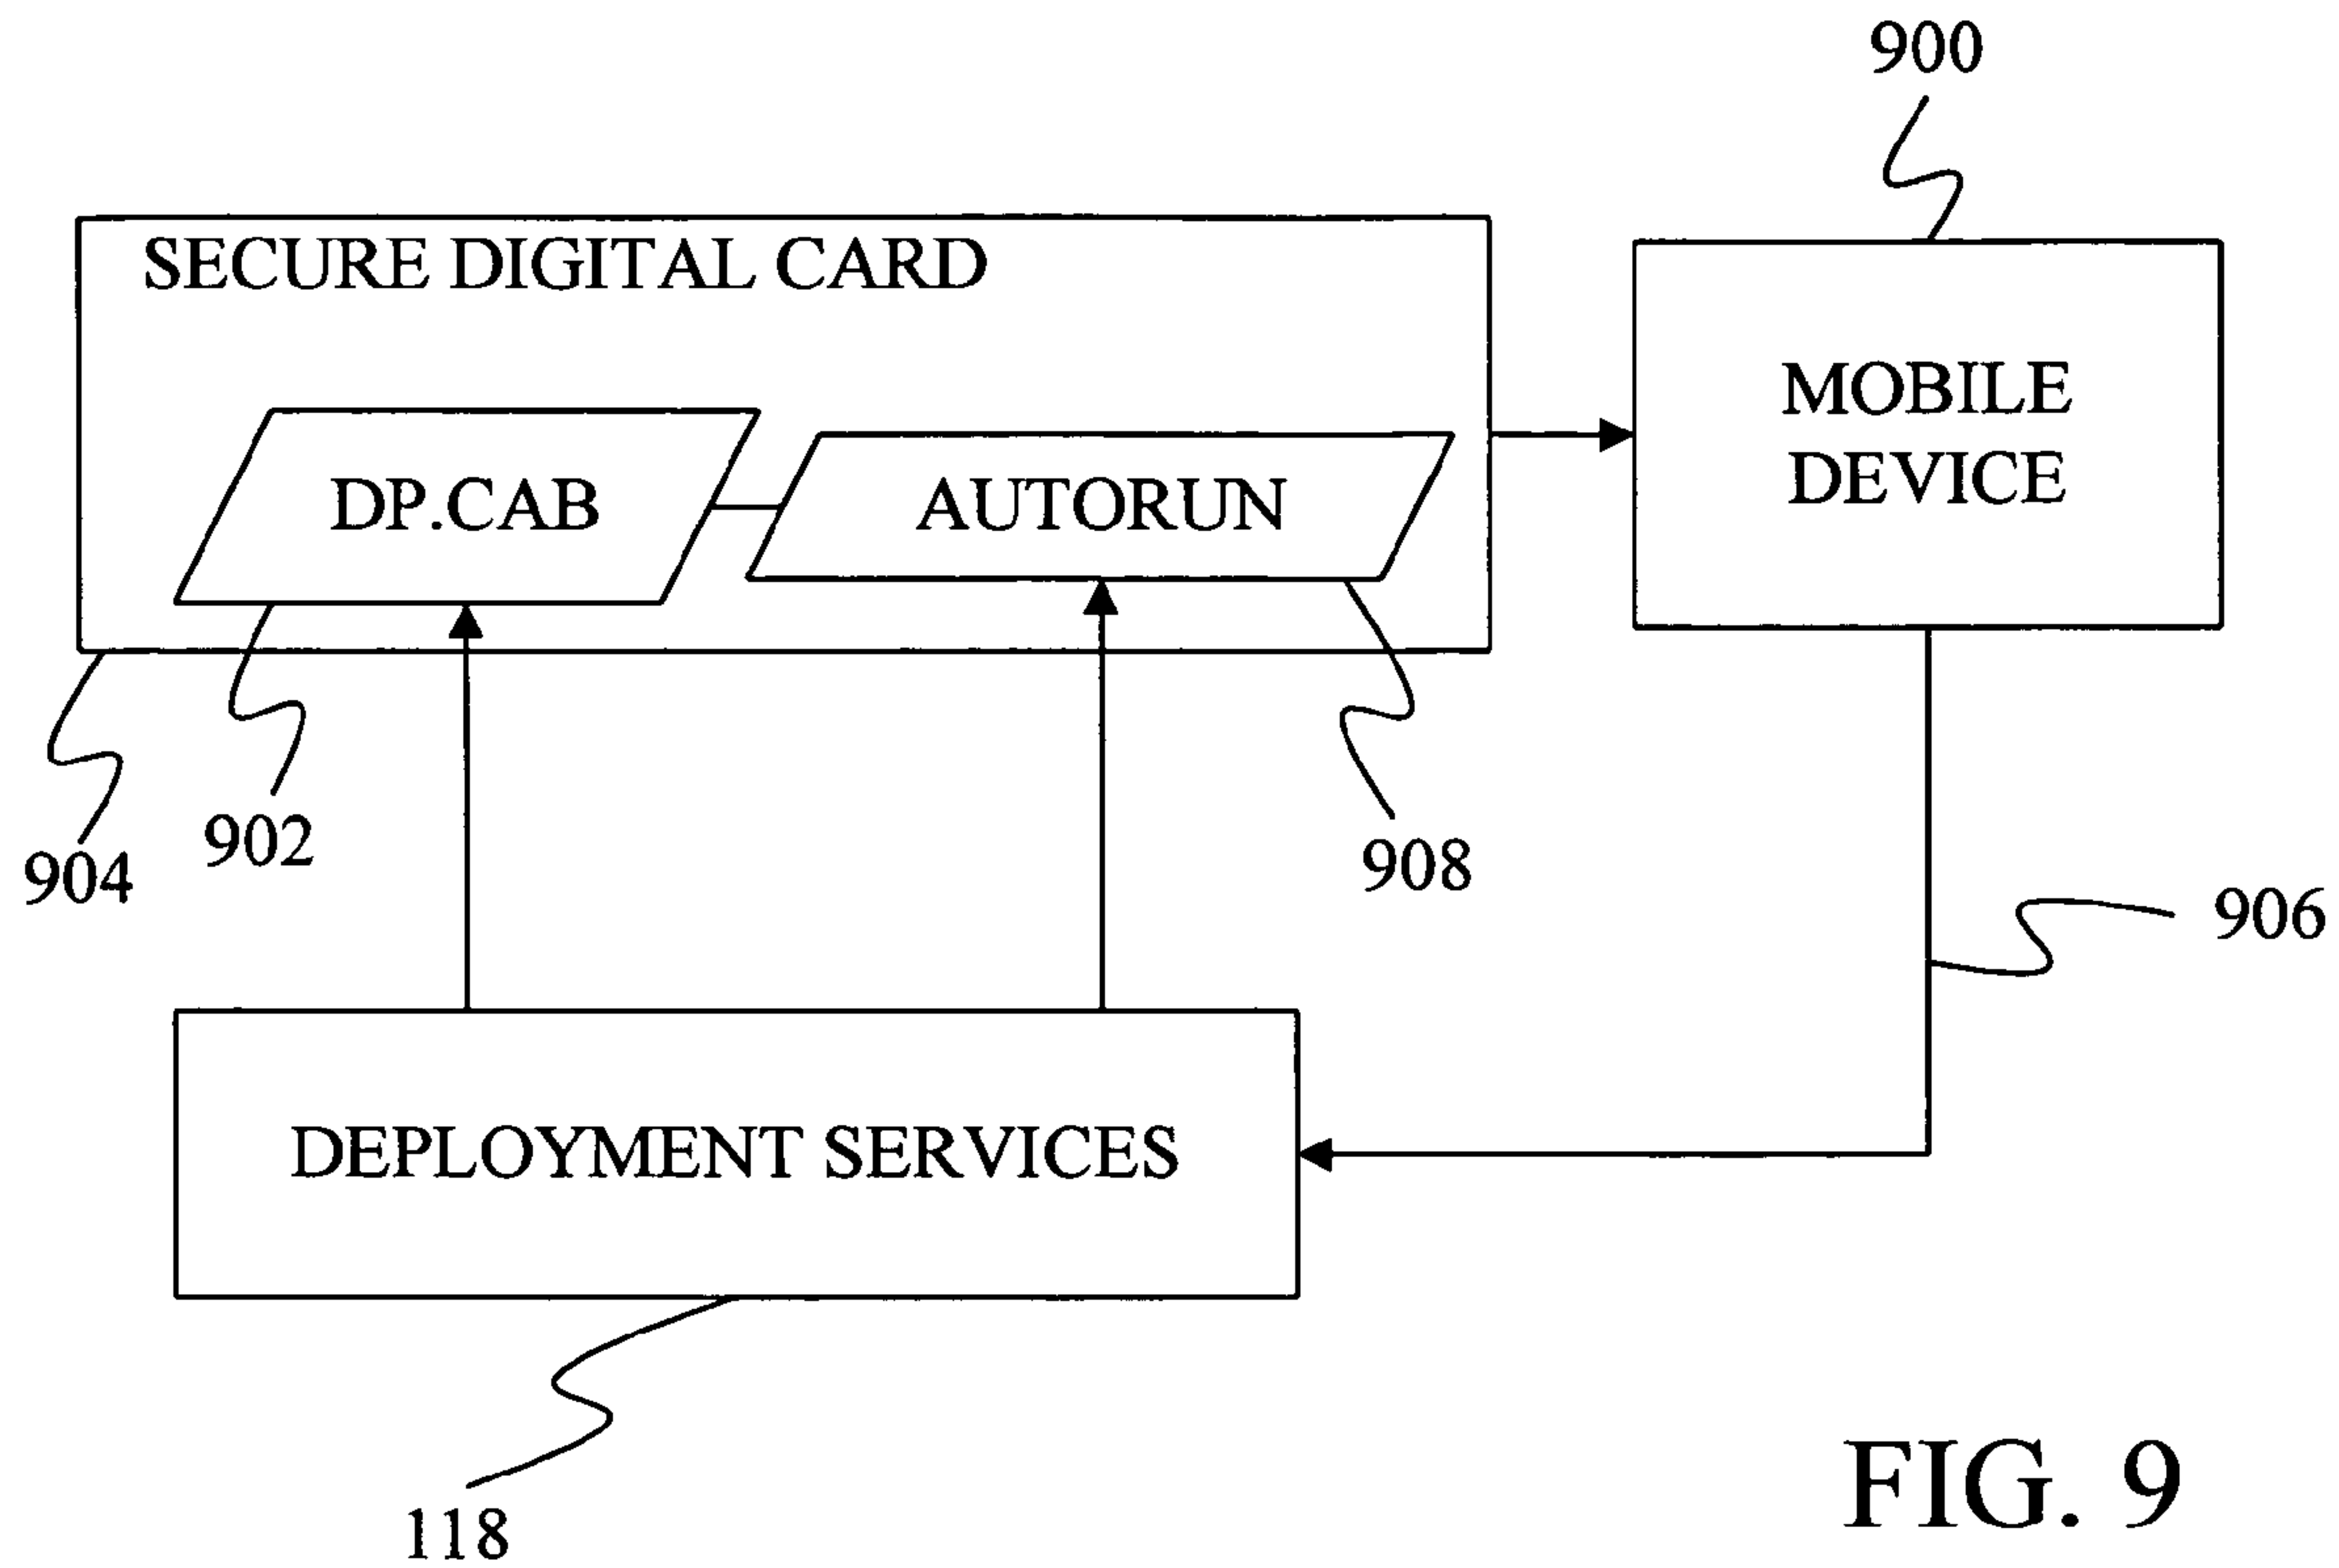 900
SECURE DIGITAL CARD
MOBILE
DEVICE
DP.CAB
AUTORUN
902
904
908
906
DEPLOYMENT SERVICES
118
FIG. 9